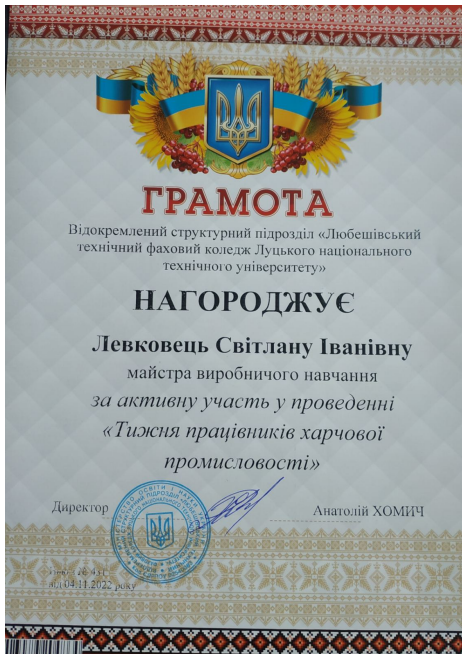 ГРАМОТА
Відокремлений структурний підрозділ «Любешівський
технічний фаховий коледж Луцького національного
технічного університету»
НАГОРОДЖУЄ
Левковець Світлану Іванівну
майстра виробничого навчання
за активну участь у проведенні
«Тижня працівників харчової
промисловості»
Директор
Анатолій ХОМИЧ
від 04.11.2022 року